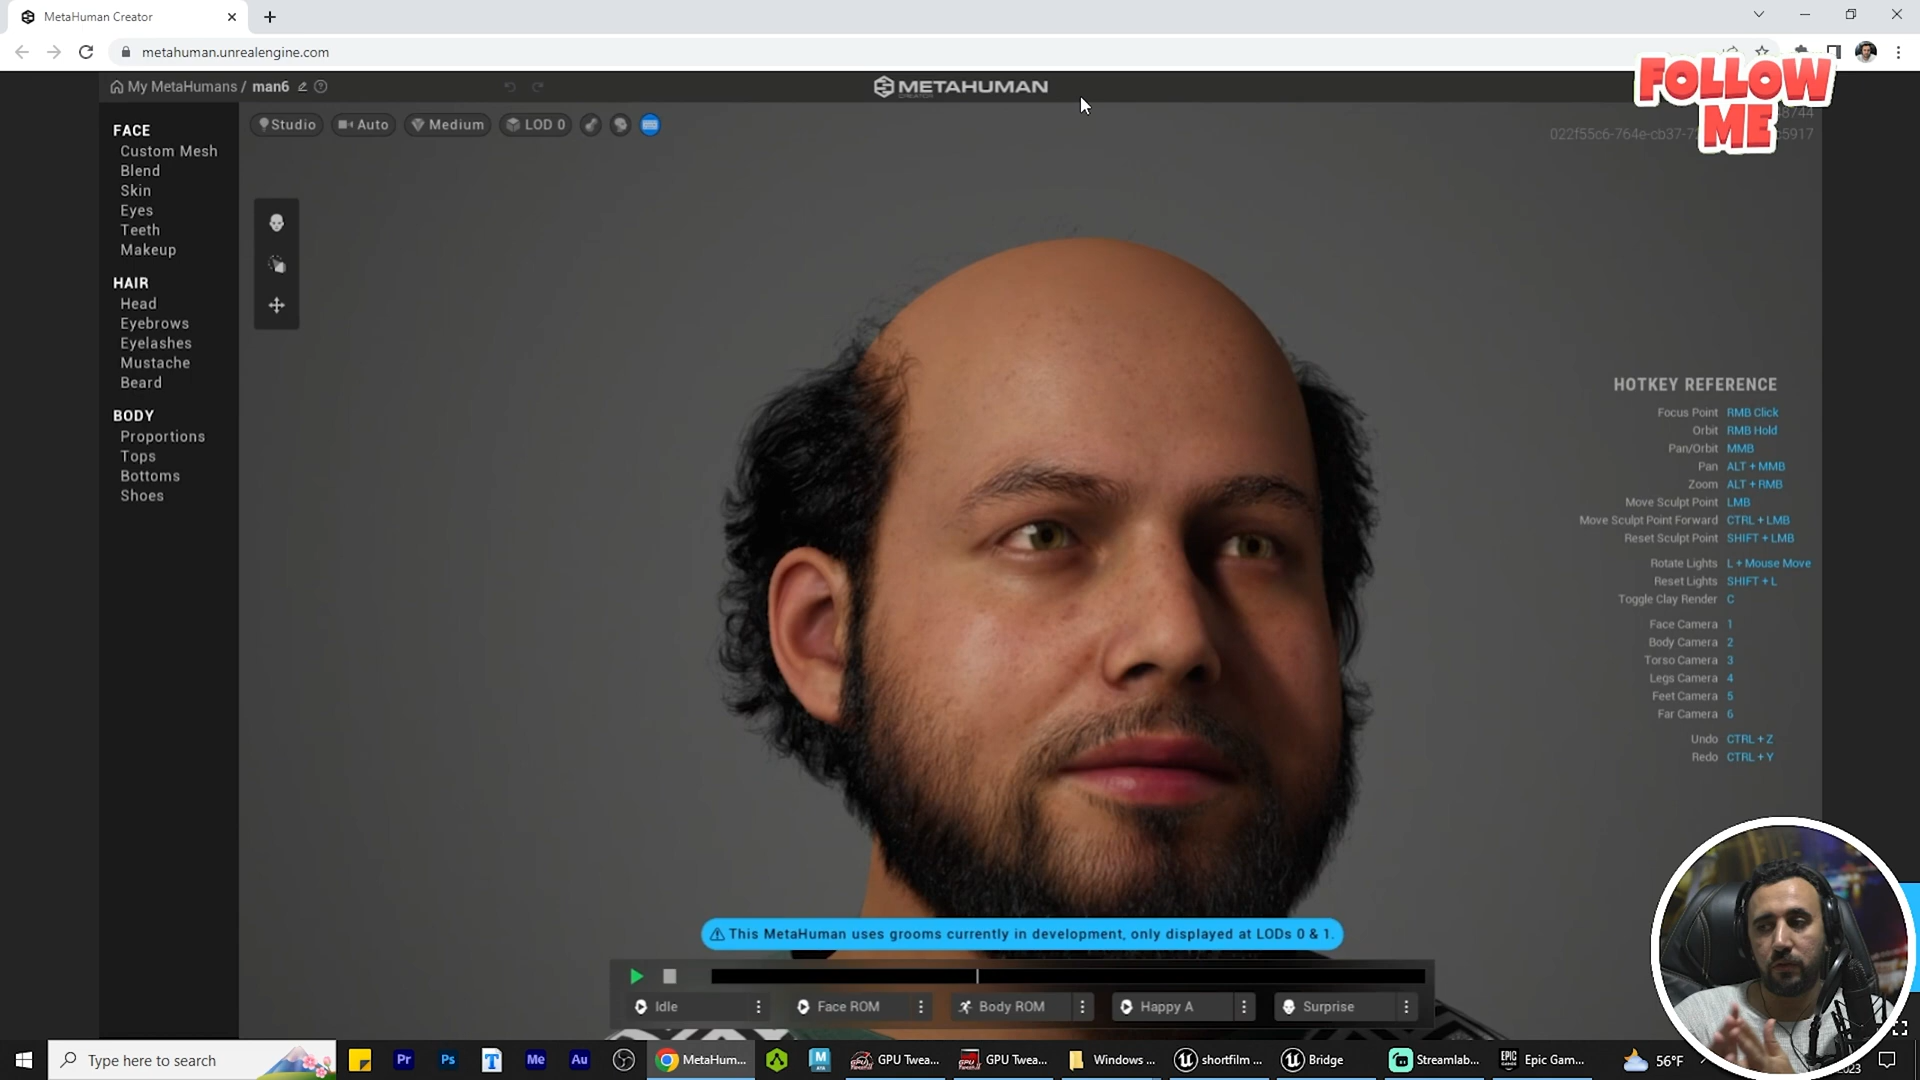 MetaHuman Creator
metahuman.unrealengine.com
My MetaHumans / man6
METAHUMAN
CREATOR
FOLLOW
ME
Studio
Auto
Medium
LOD 0
FACE
Custom Mesh
Blend
Skin
Eyes
Teeth
Makeup
HAIR
Head
Eyebrows
Eyelashes
Mustache
Beard
BODY
Proportions
Tops
Bottoms
Shoes
HOTKEY REFERENCE
Focus Point RMB Click
Orbit RMB Hold
Pan/Orbit MMB
Pan ALT + MMB
Zoom ALT + RMB
Move Sculpt Point LMB
Move Sculpt Point Forward CTRL + LMB
Reset Sculpt Point SHIFT + LMB
Rotate Lights L + Mouse Move
Reset Lights SHIFT + L
Toggle Clay Render C
Face Camera 1
Body Camera 2
Torso Camera 3
Legs Camera 4
Feet Camera 5
Far Camera 6
Undo CTRL + Z
Redo CTRL + Y
This MetaHuman uses grooms currently in development, only displayed at LODs 0 & 1.
Idle
Face ROM
Body ROM
Happy A
Surprise
Type here to search
Pr
Ps
T
Me
Au
MetaHum...
M
GPU Twea...
GPU Twea...
Windows ...
shortfilm ...
Bridge
Streamlab...
EPIC
Epic Gam...
56°F